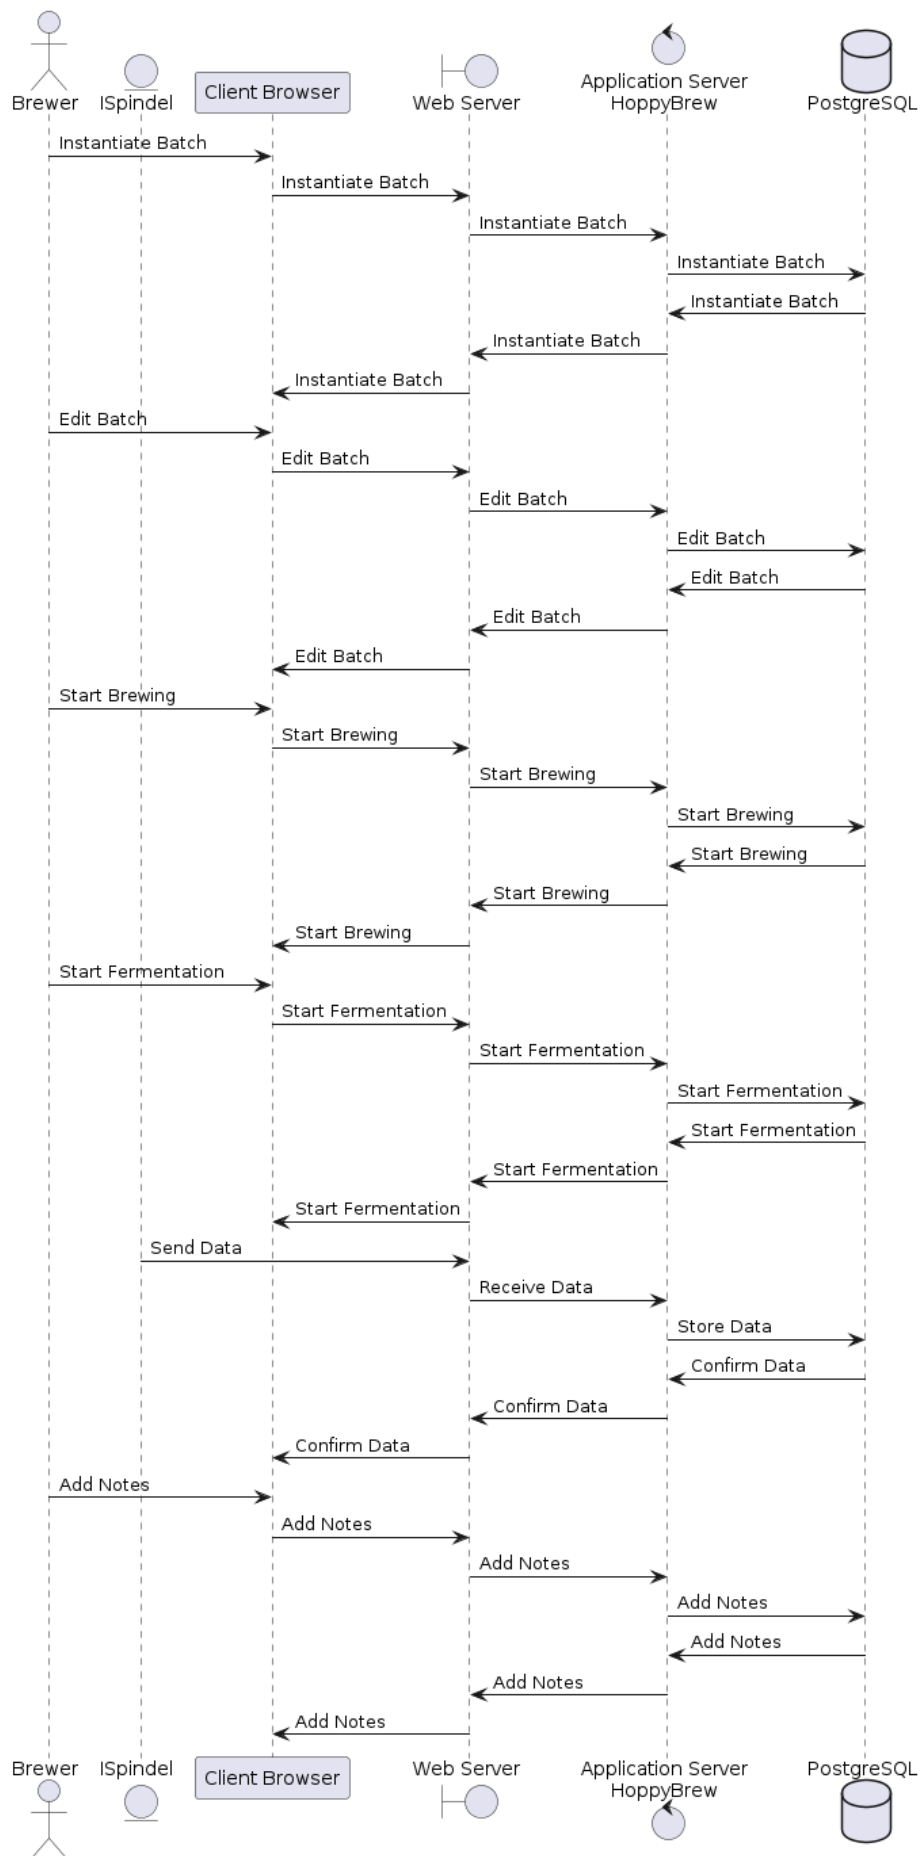 Brewer
ISpindel
Client Browser
Web Server
Application Server
HoppyBrew
PostgreSQL
Instantiate Batch
Instantiate Batch
Instantiate Batch
Instantiate Batch
Instantiate Batch
Instantiate Batch
Instantiate Batch
Edit Batch
Edit Batch
Edit Batch
Edit Batch
Edit Batch
Edit Batch
Edit Batch
Start Brewing
Start Brewing
Start Brewing
Start Brewing
Start Brewing
Start Brewing
Start Brewing
Start Fermentation
Start Fermentation
Start Fermentation
Start Fermentation
Start Fermentation
Start Fermentation
Start Fermentation
Send Data
Receive Data
Store Data
Confirm Data
Confirm Data
Confirm Data
Add Notes
Add Notes
Add Notes
Add Notes
Add Notes
Add Notes
Add Notes
Brewer
ISpindel
Client Browser
Web Server
Application Server
HoppyBrew
PostgreSQL